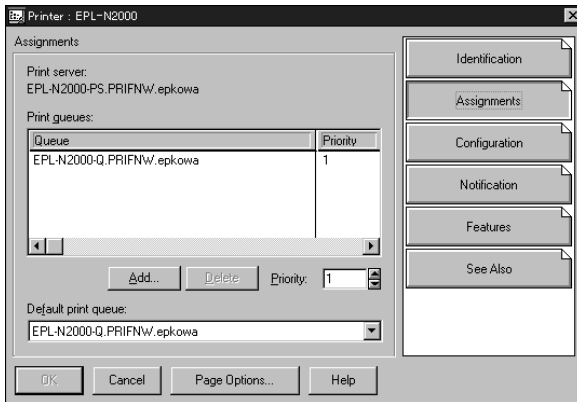 Printer : EPL-N2000
Assignments
Print server:
EPL-N2000-PS.PRIFNW.epkowa
Print queues:
Queue Priority
EPL-N2000-Q.PRIFNW.epkowa 1
Add... Delete Priority: 1
Default print queue:
EPL-N2000-Q.PRIFNW.epkowa
OK Cancel Page Options... Help
Identification
Assignments
Configuration
Notification
Features
See Also